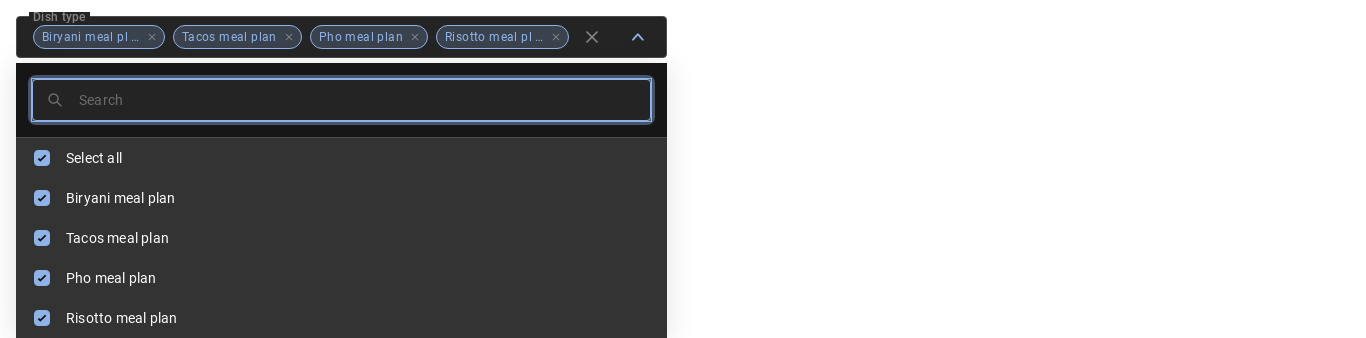 Dish type
Biryani meal pl … Tacos meal plan Pho meal plan Risotto meal pl …
Search
Select all
Biryani meal plan
Tacos meal plan
Pho meal plan
Risotto meal plan